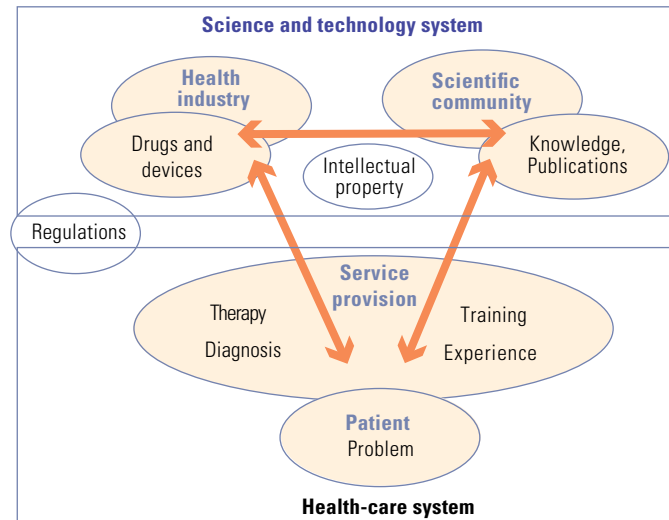 Science and technology system
Health
industry
Scientific
community
Drugs and
devices
Intellectual
property
Knowledge,
Publications
Regulations
Service
provision
Therapy
Diagnosis
Training
Experience
Patient
Problem
Health-care system